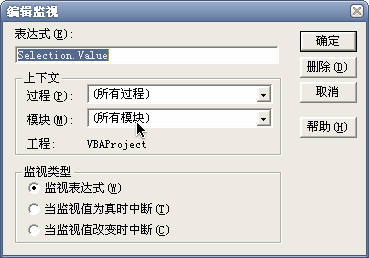 编辑监视
表达式(E):
Selection.Value
确定
删除(D)
取消
帮助(H)
上下文
过程(P): (所有过程)
模块(M): (所有模块)
工程: VBAProject
监视类型
监视表达式(W)
当监视值为真时中断(T)
当监视值改变时中断(C)